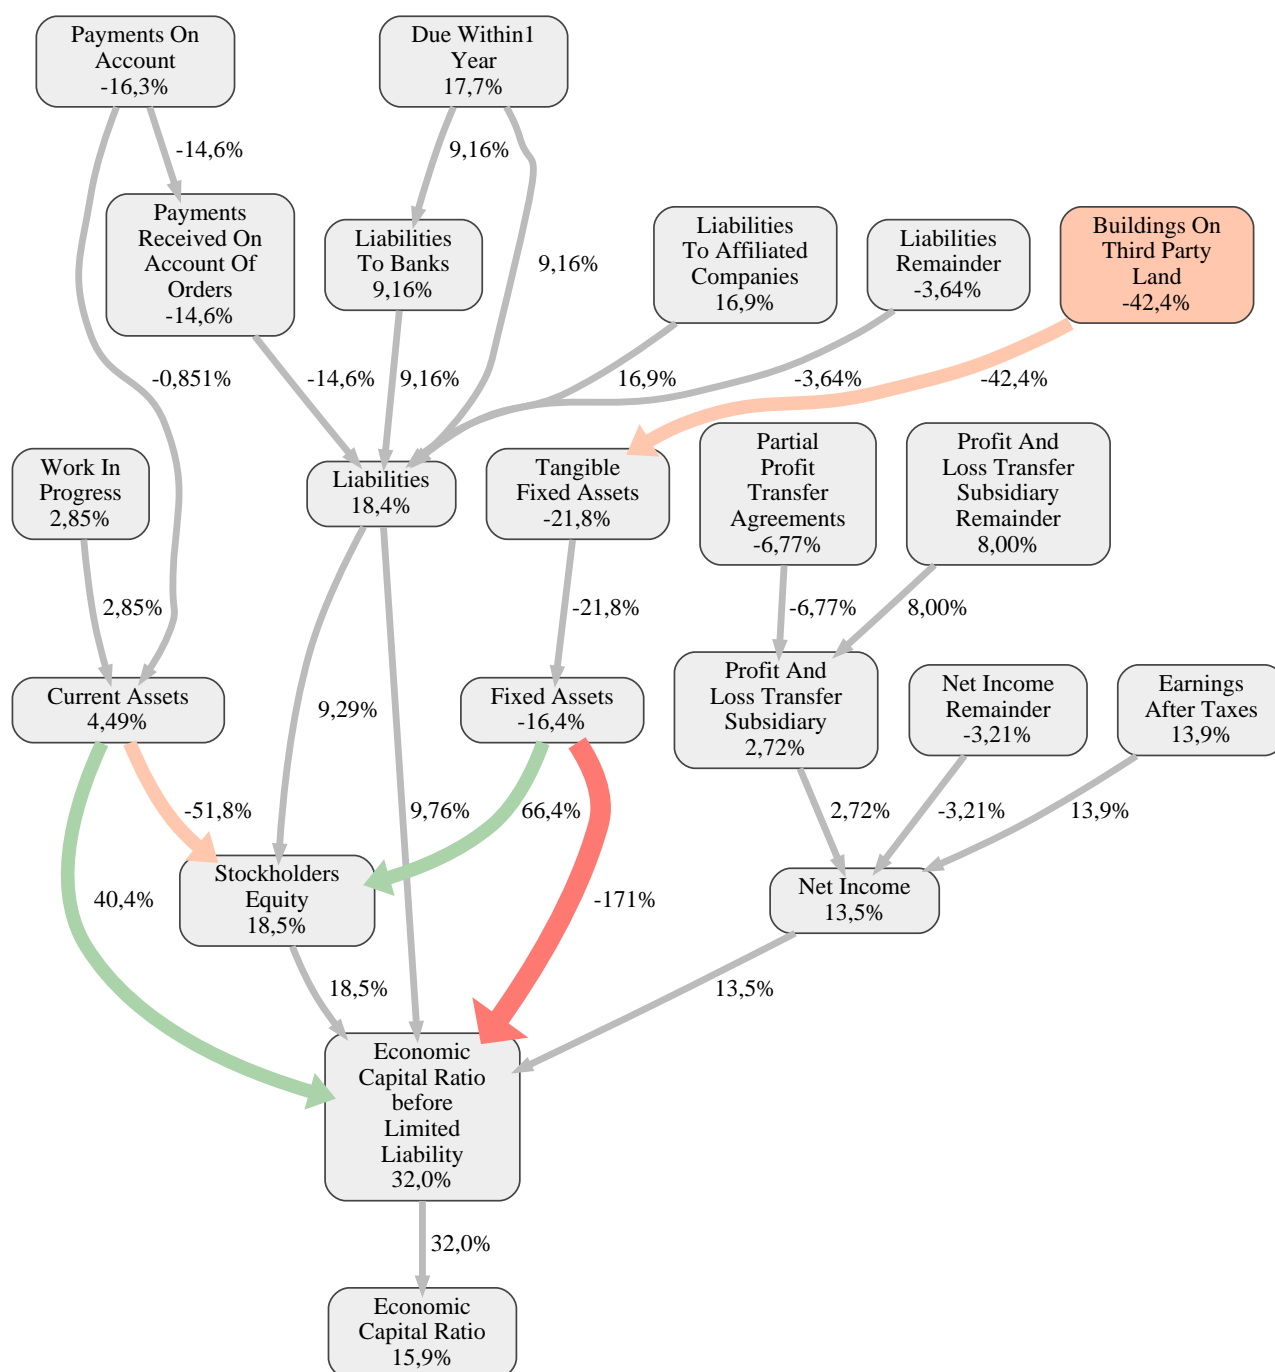 Payments On
Account
-16,3%
Due Within1
Year
17,7%
-14,6%
9,16%
Payments
Received On
Account Of
Orders
-14,6%
Liabilities
To Banks
9,16%
9,16%
Liabilities
To Affiliated
Companies
16,9%
Liabilities
Remainder
-3,64%
Buildings On
Third Party
Land
-42,4%
-0,851%
-14,6%
9,16%
16,9%
-3,64%
-42,4%
Work In
Progress
2,85%
Liabilities
18,4%
Tangible
Fixed Assets
-21,8%
Partial
Profit
Transfer
Agreements
-6,77%
Profit And
Loss Transfer
Subsidiary
Remainder
8,00%
2,85%
-21,8%
-6,77%
8,00%
Current Assets
4,49%
9,29%
Fixed Assets
-16,4%
Profit And
Loss Transfer
Subsidiary
2,72%
Net Income
Remainder
-3,21%
Earnings
After Taxes
13,9%
-51,8%
9,76%
66,4%
2,72%
-3,21%
13,9%
40,4%
Stockholders
Equity
18,5%
-171%
Net Income
13,5%
18,5%
13,5%
Economic
Capital Ratio
before
Limited
Liability
32,0%
32,0%
Economic
Capital Ratio
15,9%